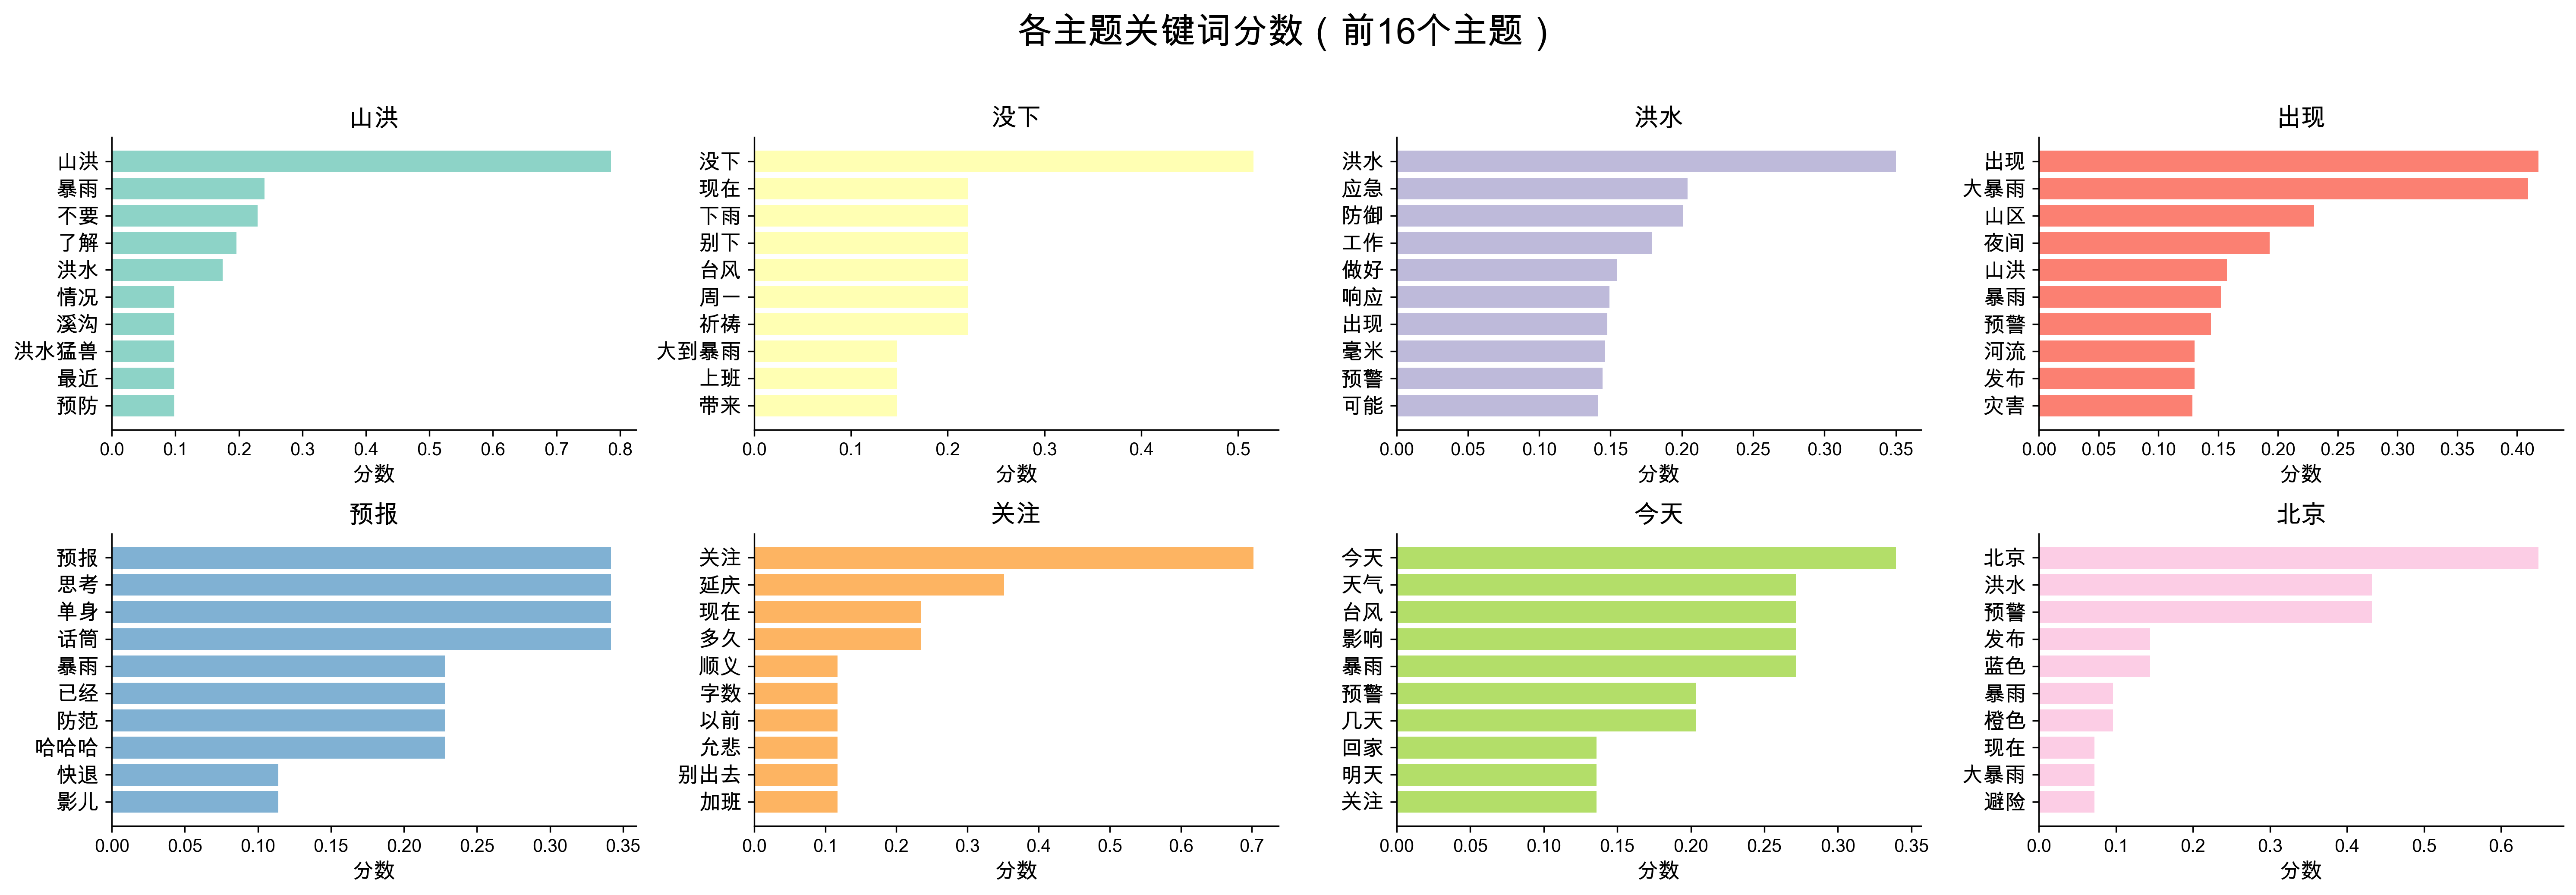 各主题关键词分数（前16个主题）
山洪
山洪
暴雨
不要
了解
洪水
情况
溪沟
洪水猛兽
最近
预防
0.0 0.1 0.2 0.3 0.4 0.5 0.6 0.7 0.8
分数
没下
没下
现在
下雨
别下
台风
周一
祈祷
大到暴雨
上班
带来
0.0 0.1 0.2 0.3 0.4 0.5
分数
洪水
洪水
应急
防御
工作
做好
响应
出现
毫米
预警
可能
0.00 0.05 0.10 0.15 0.20 0.25 0.30 0.35
分数
出现
出现
大暴雨
山区
夜间
山洪
暴雨
预警
河流
发布
灾害
0.00 0.05 0.10 0.15 0.20 0.25 0.30 0.35 0.40
分数
预报
预报
思考
单身
话筒
暴雨
已经
防范
哈哈哈
快退
影儿
0.00 0.05 0.10 0.15 0.20 0.25 0.30 0.35
分数
关注
关注
延庆
现在
多久
顺义
字数
以前
允悲
别出去
加班
0.0 0.1 0.2 0.3 0.4 0.5 0.6 0.7
分数
今天
今天
天气
台风
影响
暴雨
预警
几天
回家
明天
关注
0.00 0.05 0.10 0.15 0.20 0.25 0.30 0.35
分数
北京
北京
洪水
预警
发布
蓝色
暴雨
橙色
现在
大暴雨
避险
0.0 0.1 0.2 0.3 0.4 0.5 0.6
分数